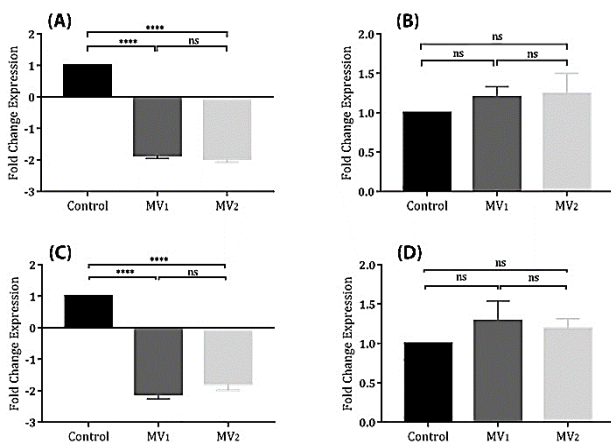 (A)
****
****
ns
Fold Change Expression
2
1
0
-1
-2
-3
Control
MV1
MV2
(B)
ns
ns
ns
Fold Change Expression
2.0
1.5
1.0
0.5
0.0
Control
MV1
MV2
(C)
****
****
ns
Fold Change Expression
2
1
0
-1
-2
-3
Control
MV1
MV2
(D)
ns
ns
ns
Fold Change Expression
2.0
1.5
1.0
0.5
0.0
Control
MV1
MV2